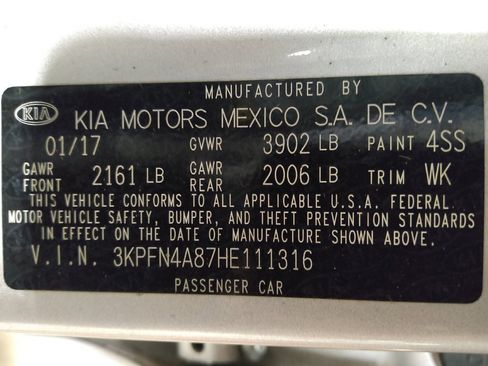 MANUFACTURED BY
KIA KIA MOTORS MEXICO S.A. DE C.V.
01/17 GVWR 3902 LB PAINT 4SS
GAWR FRONT 2161 LB GAWR REAR 2006 LB TRIM WK
THIS VEHICLE CONFORMS TO ALL APPLICABLE U.S.A. FEDERAL
MOTOR VEHICLE SAFETY, BUMPER, AND THEFT PREVENTION STANDARDS
IN EFFECT ON THE DATE OF MANUFACTURE SHOWN ABOVE.
V.I.N. 3KPFN4A87HE111316
PASSENGER CAR